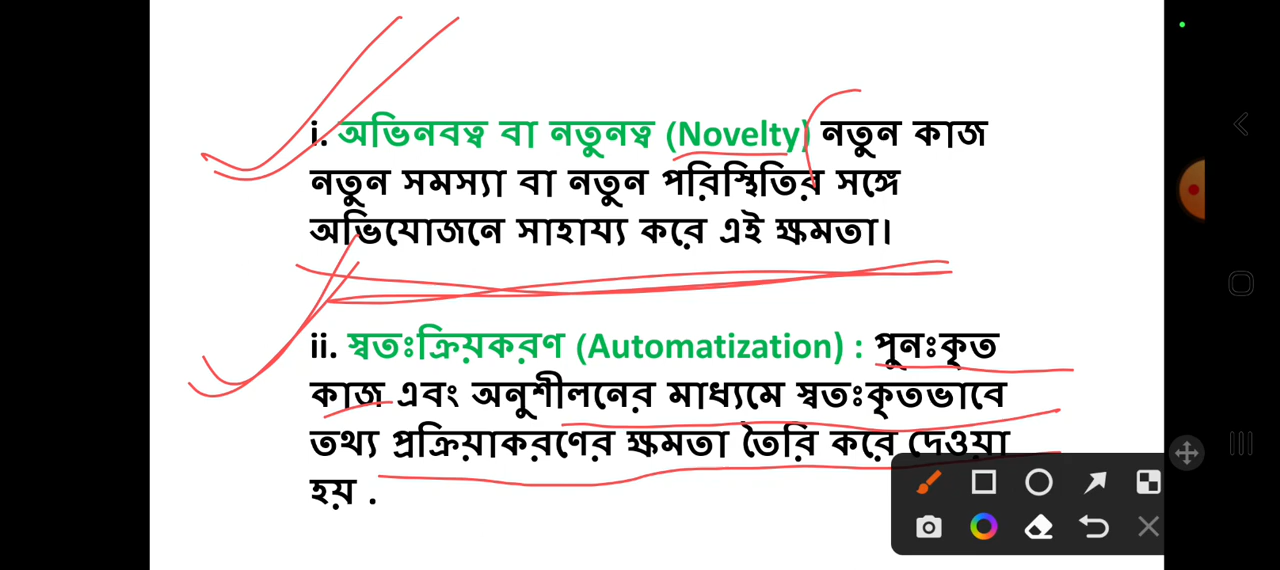 i. অভিনবত্ব বা নতুনত্ব (Novelty) নতুন কাজ
নতুন সমস্যা বা নতুন পরিস্থিতির সঙ্গে
অভিযোজনে সাহায্য করে এই ক্ষমতা।
ii. স্বতঃক্রিয়করণ (Automatization) : পুনঃকৃত
কাজ এবং অনুশীলনের মাধ্যমে স্বতঃকৃতভাবে
তথ্য প্রক্রিয়াকরণের ক্ষমতা তৈরি করে দেওয়া
হয় .